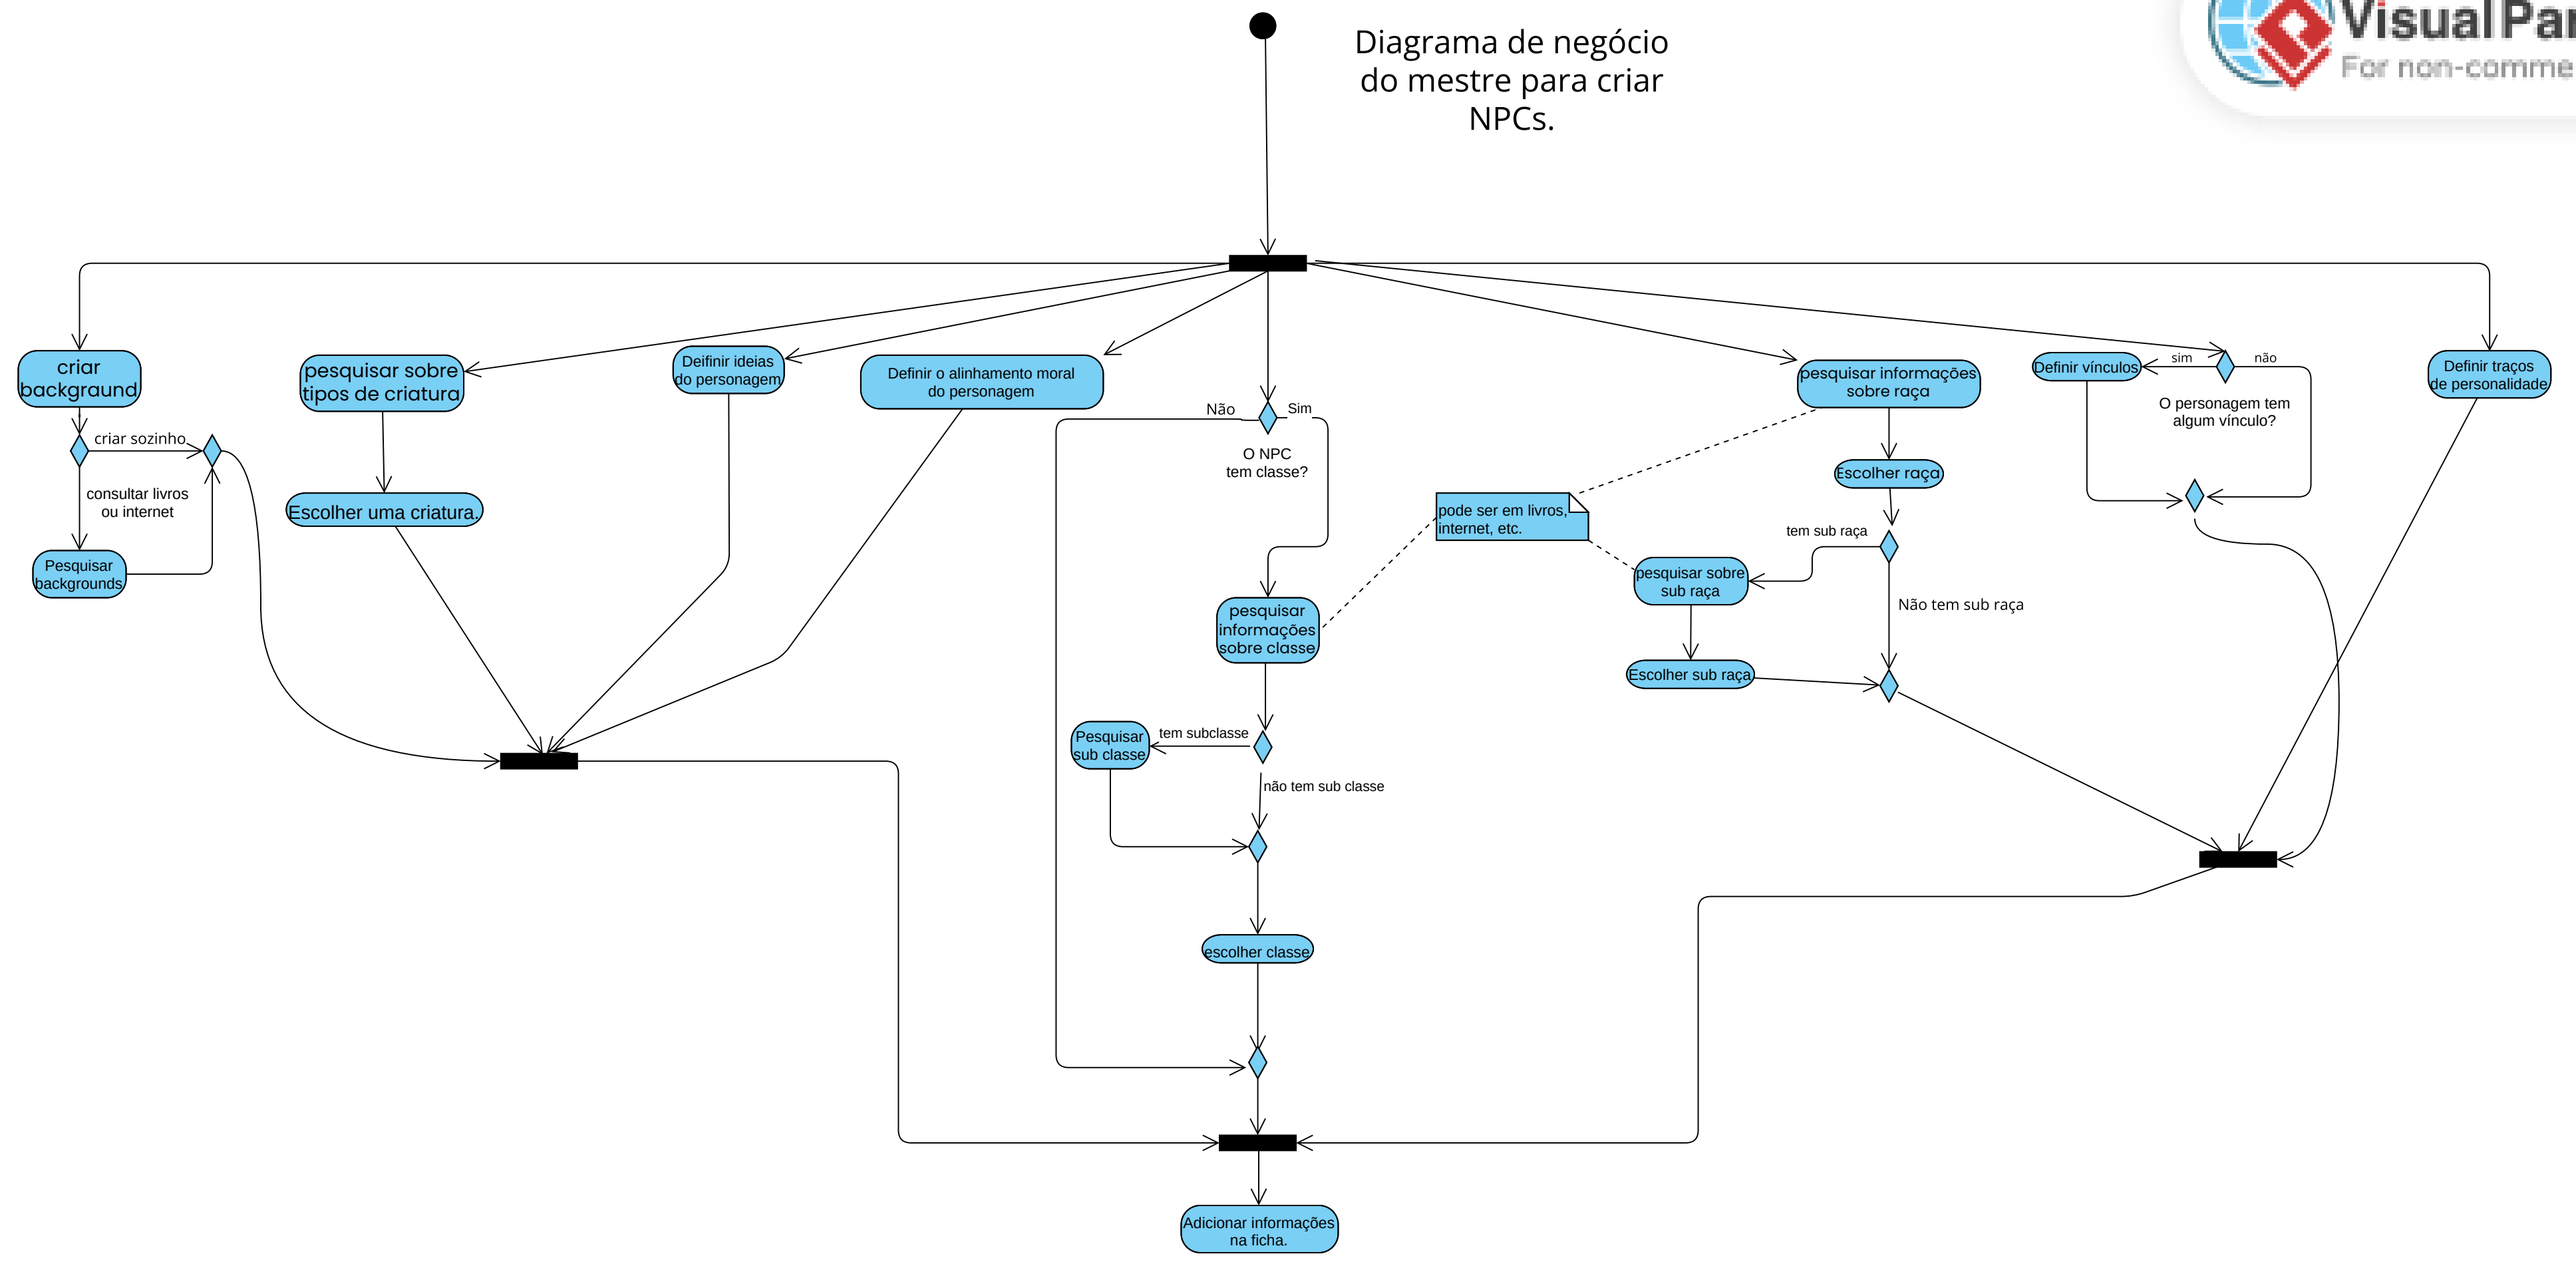 Diagrama de negócio
do mestre para criar
NPCs.
VisualPar
For non-comme
criar
backgraund
criar sozinho
consultar livros
ou internet
Pesquisar
backgrounds
pesquisar sobre
tipos de criatura
Escolher uma criatura.
Deifinir ideias
do personagem
Definir o alinhamento moral
do personagem
Não
Sim
O NPC
tem classe?
pesquisar
informações
sobre classe
Pesquisar
sub classe
tem subclasse
não tem sub classe
escolher classe
pode ser em livros,
internet, etc.
pesquisar informações
sobre raça
Escolher raça
tem sub raça
pesquisar sobre
sub raça
Não tem sub raça
Escolher sub raça
Definir vínculos
sim
não
O personagem tem
algum vínculo?
Definir traços
de personalidade
Adicionar informações
na ficha.